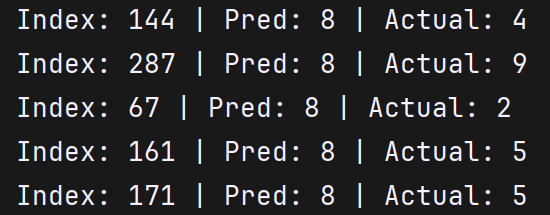 Index: 144 | Pred: 8 | Actual: 4
Index: 287 | Pred: 8 | Actual: 9
Index: 67 | Pred: 8 | Actual: 2
Index: 161 | Pred: 8 | Actual: 5
Index: 171 | Pred: 8 | Actual: 5